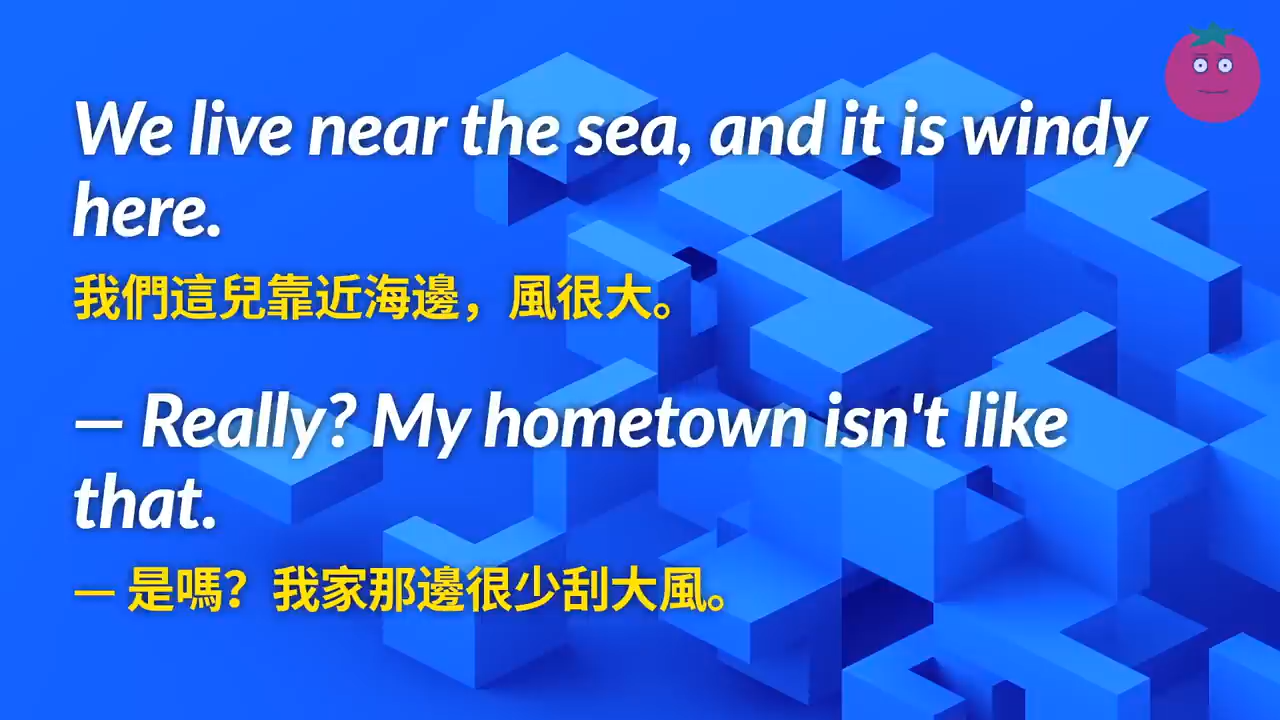 We live near the sea, and it is windy
here.
我們這兒靠近海邊，風很大。
— Really? My hometown isn't like
that.
— 是嗎？我家那邊很少刮大風。